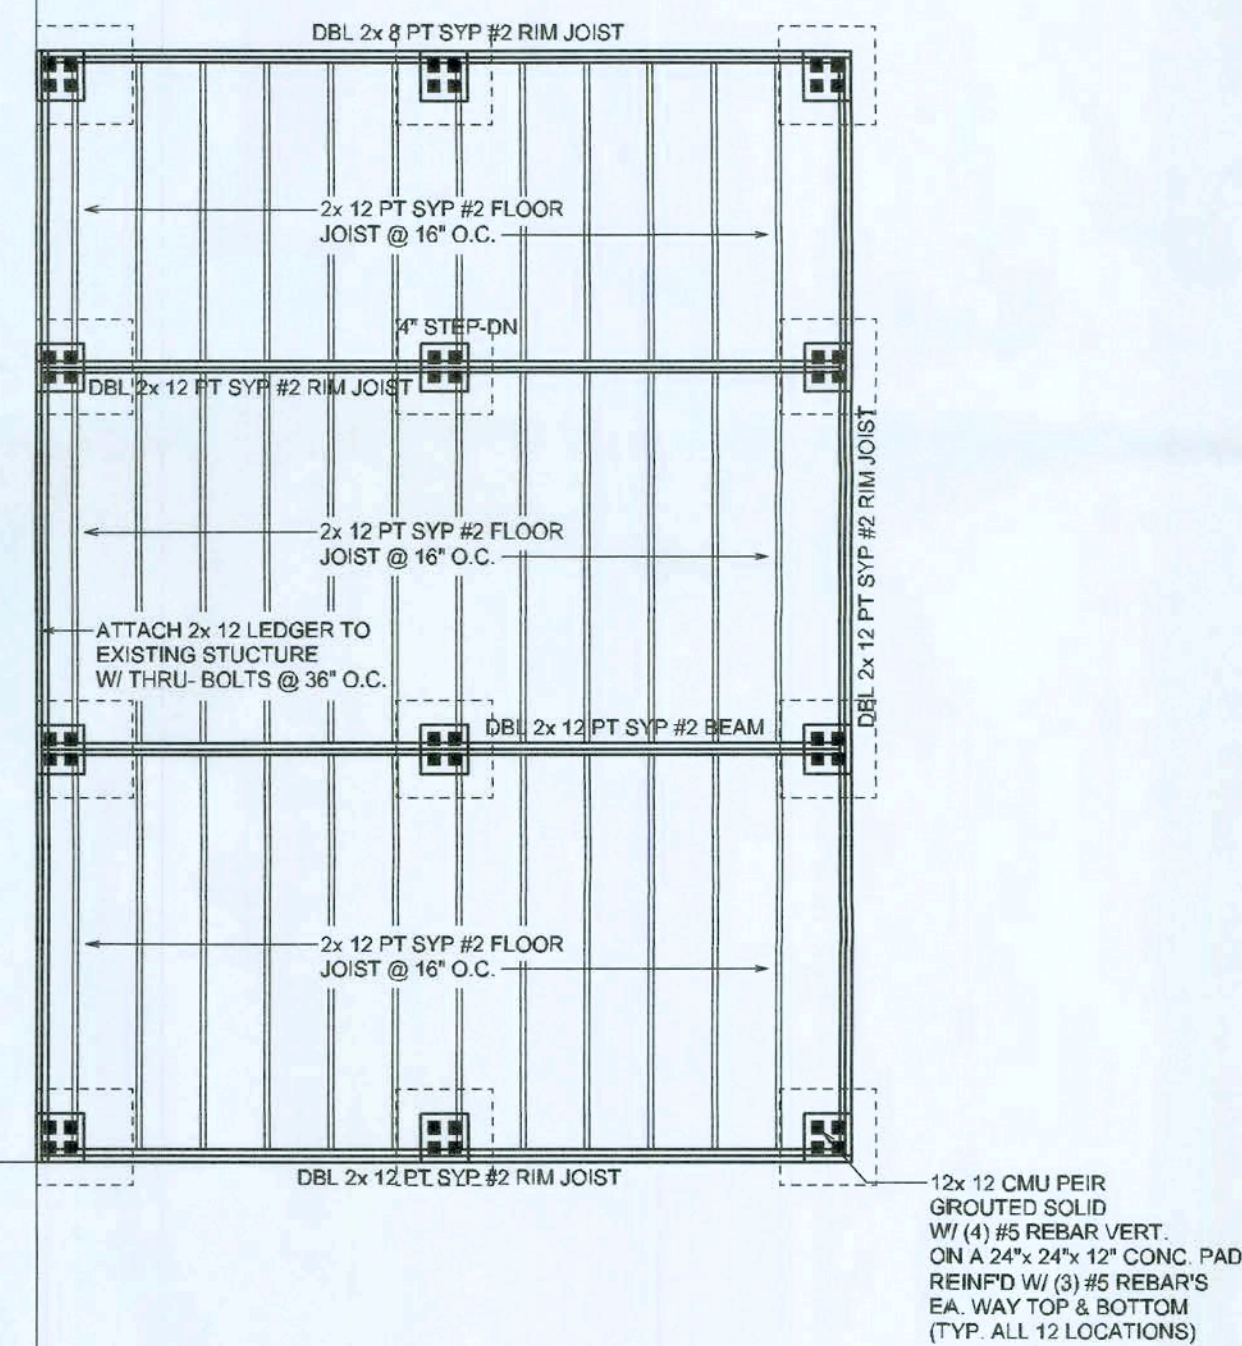 DBL 2x 8 PT SYP #2 RIM JOIST
2x 12 PT SYP #2 FLOOR
JOIST @ 16" O.C.
4" STEP-DN
DBL 2x 12 PT SYP #2 RIM JOIST
DBL 2x 12 PT SYP #2 RIM JOIST
2x 12 PT SYP #2 FLOOR
JOIST @ 16" O.C.
ATTACH 2x 12 LEDGER TO
EXISTING STUCTURE
W/ THRU- BOLTS @ 36" O.C.
DBL 2x 12 PT SYP #2 BEAM
2x 12 PT SYP #2 FLOOR
JOIST @ 16" O.C.
DBL 2x 12 PT SYP #2 RIM JOIST
12x 12 CMU PEIR
GROUTED SOLID
W/ (4) #5 REBAR VERT.
ON A 24"x 24"x 12" CONC. PAD
REINF'D W/ (3) #5 REBAR'S
EA. WAY TOP & BOTTOM
(TYP. ALL 12 LOCATIONS)